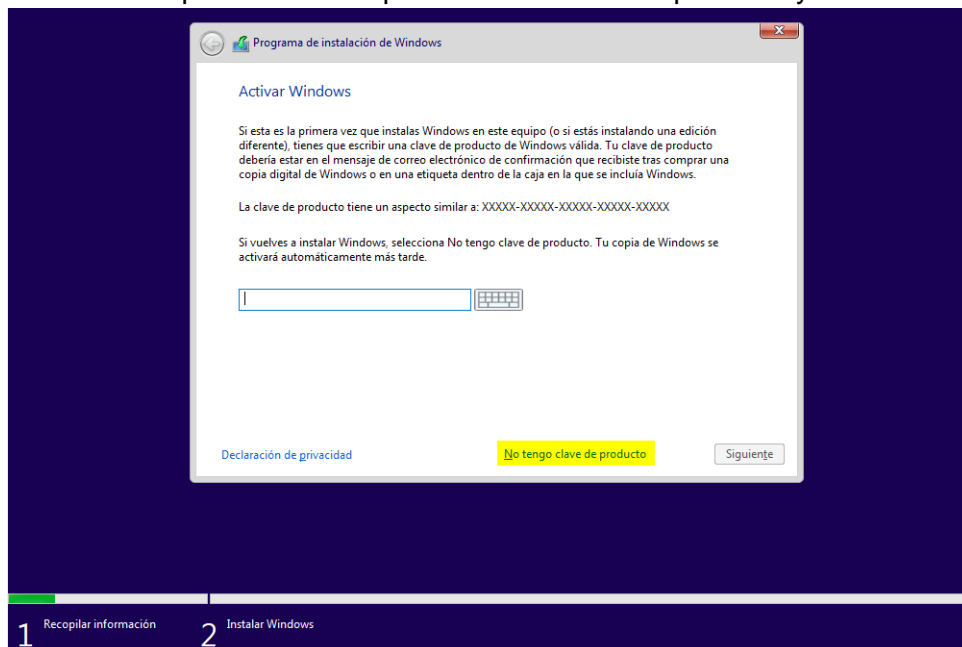 Programa de instalación de Windows
Activar Windows
Si esta es la primera vez que instalas Windows en este equipo (o si estás instalando una edición
diferente), tienes que escribir una clave de producto de Windows válida. Tu clave de producto
debería estar en el mensaje de correo electrónico de confirmación que recibiste tras comprar una
copia digital de Windows o en una etiqueta dentro de la caja en la que se incluía Windows.
La clave de producto tiene un aspecto similar a: XXXXX-XXXXX-XXXXX-XXXXX-XXXXX
Si vuelves a instalar Windows, selecciona No tengo clave de producto. Tu copia de Windows se
activará automáticamente más tarde.
Declaración de privacidad
No tengo clave de producto
Siguiente
1 Recopilar información
2 Instalar Windows